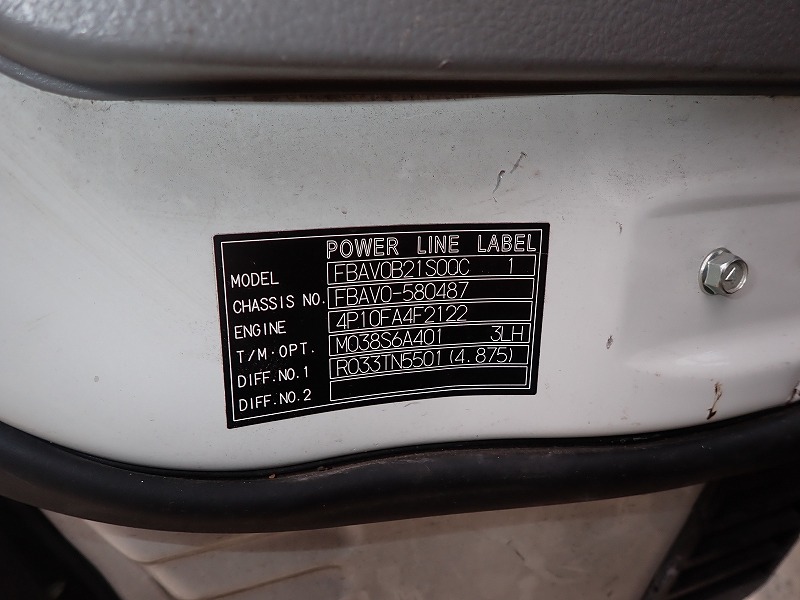 POWER LINE LABEL
MODEL FBAV0B21S00C 1
CHASSIS NO. FBAV0-580487
ENGINE 4P10FA4F2122
T/M·OPT. M038S6A401 3LH
DIFF.NO.1 R033TN5501(4.875)
DIFF.NO.2